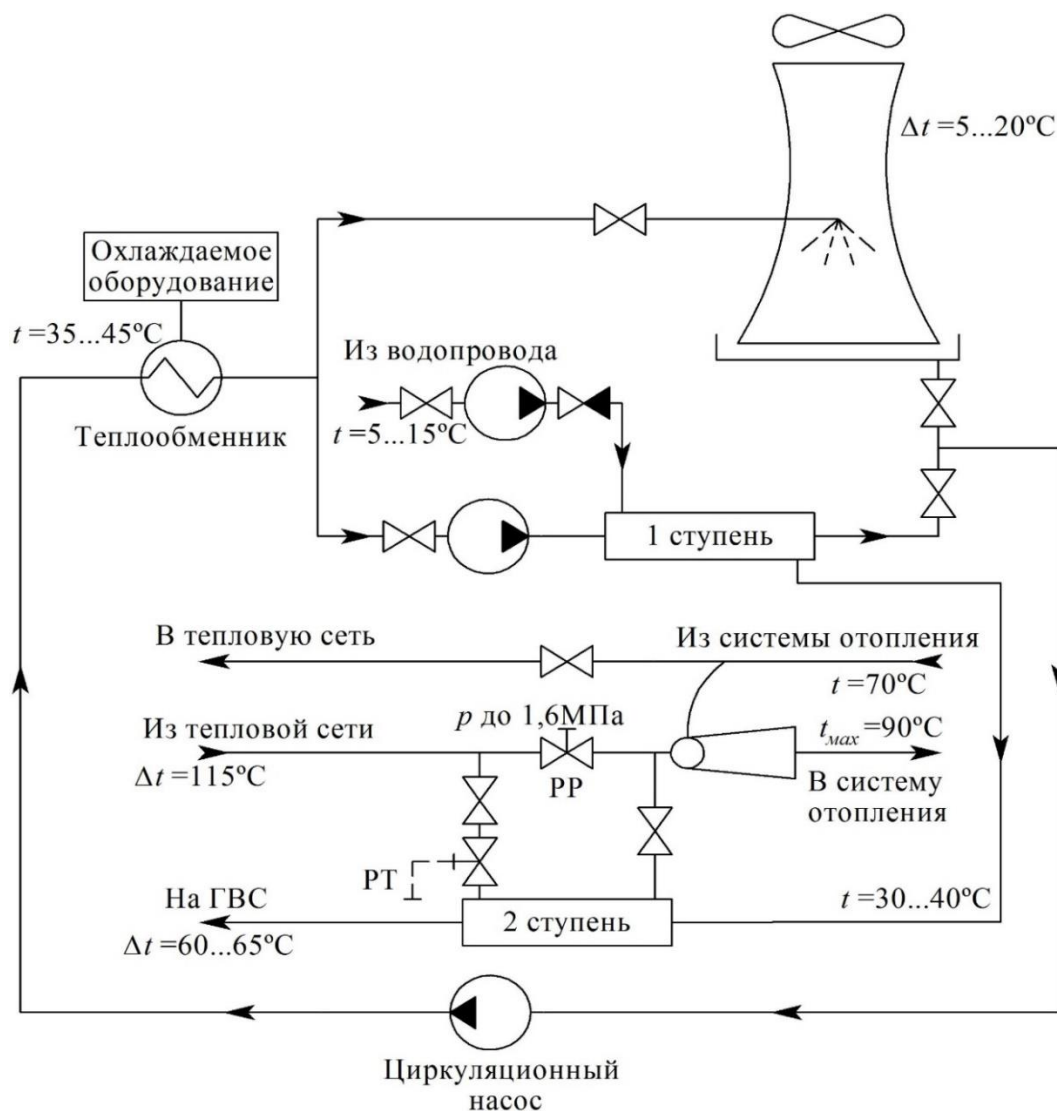 Δt =5...20ºC
Охлаждаемое
оборудование
t =35...45ºC
Теплообменник
Из водопровода
t =5...15ºC
1 ступень
В тепловую сеть
Из системы отопления
t =70ºC
Из тепловой сети
Δt =115ºC
p до 1,6МПа
РР
tмах=90ºC
В систему
отопления
РТ
На ГВС
Δt =60...65ºC
2 ступень
t =30...40ºC
Циркуляционный
насос